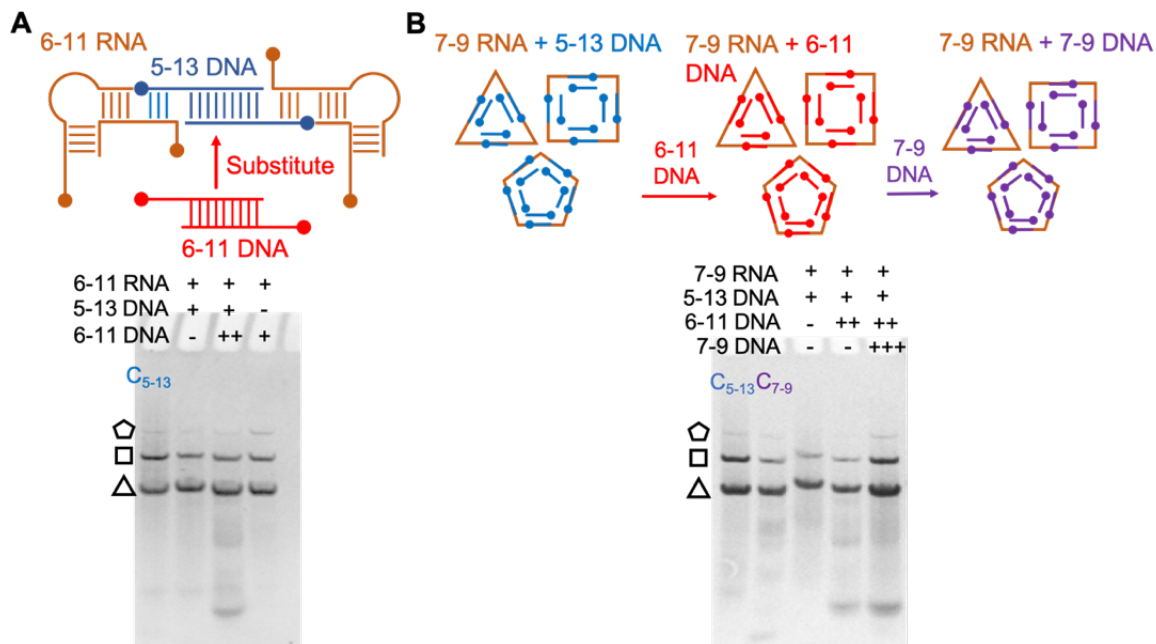 A
6-11 RNA
5-13 DNA
Substitute
6-11 DNA
6-11 RNA + + +
5-13 DNA + + -
6-11 DNA - ++ +
C5-13
B
7-9 RNA + 5-13 DNA
7-9 RNA + 6-11
DNA
7-9 RNA + 7-9 DNA
6-11
DNA
7-9
DNA
7-9 RNA + + +
5-13 DNA + + +
6-11 DNA - ++ ++
7-9 DNA - - +++
C5-13 C7-9